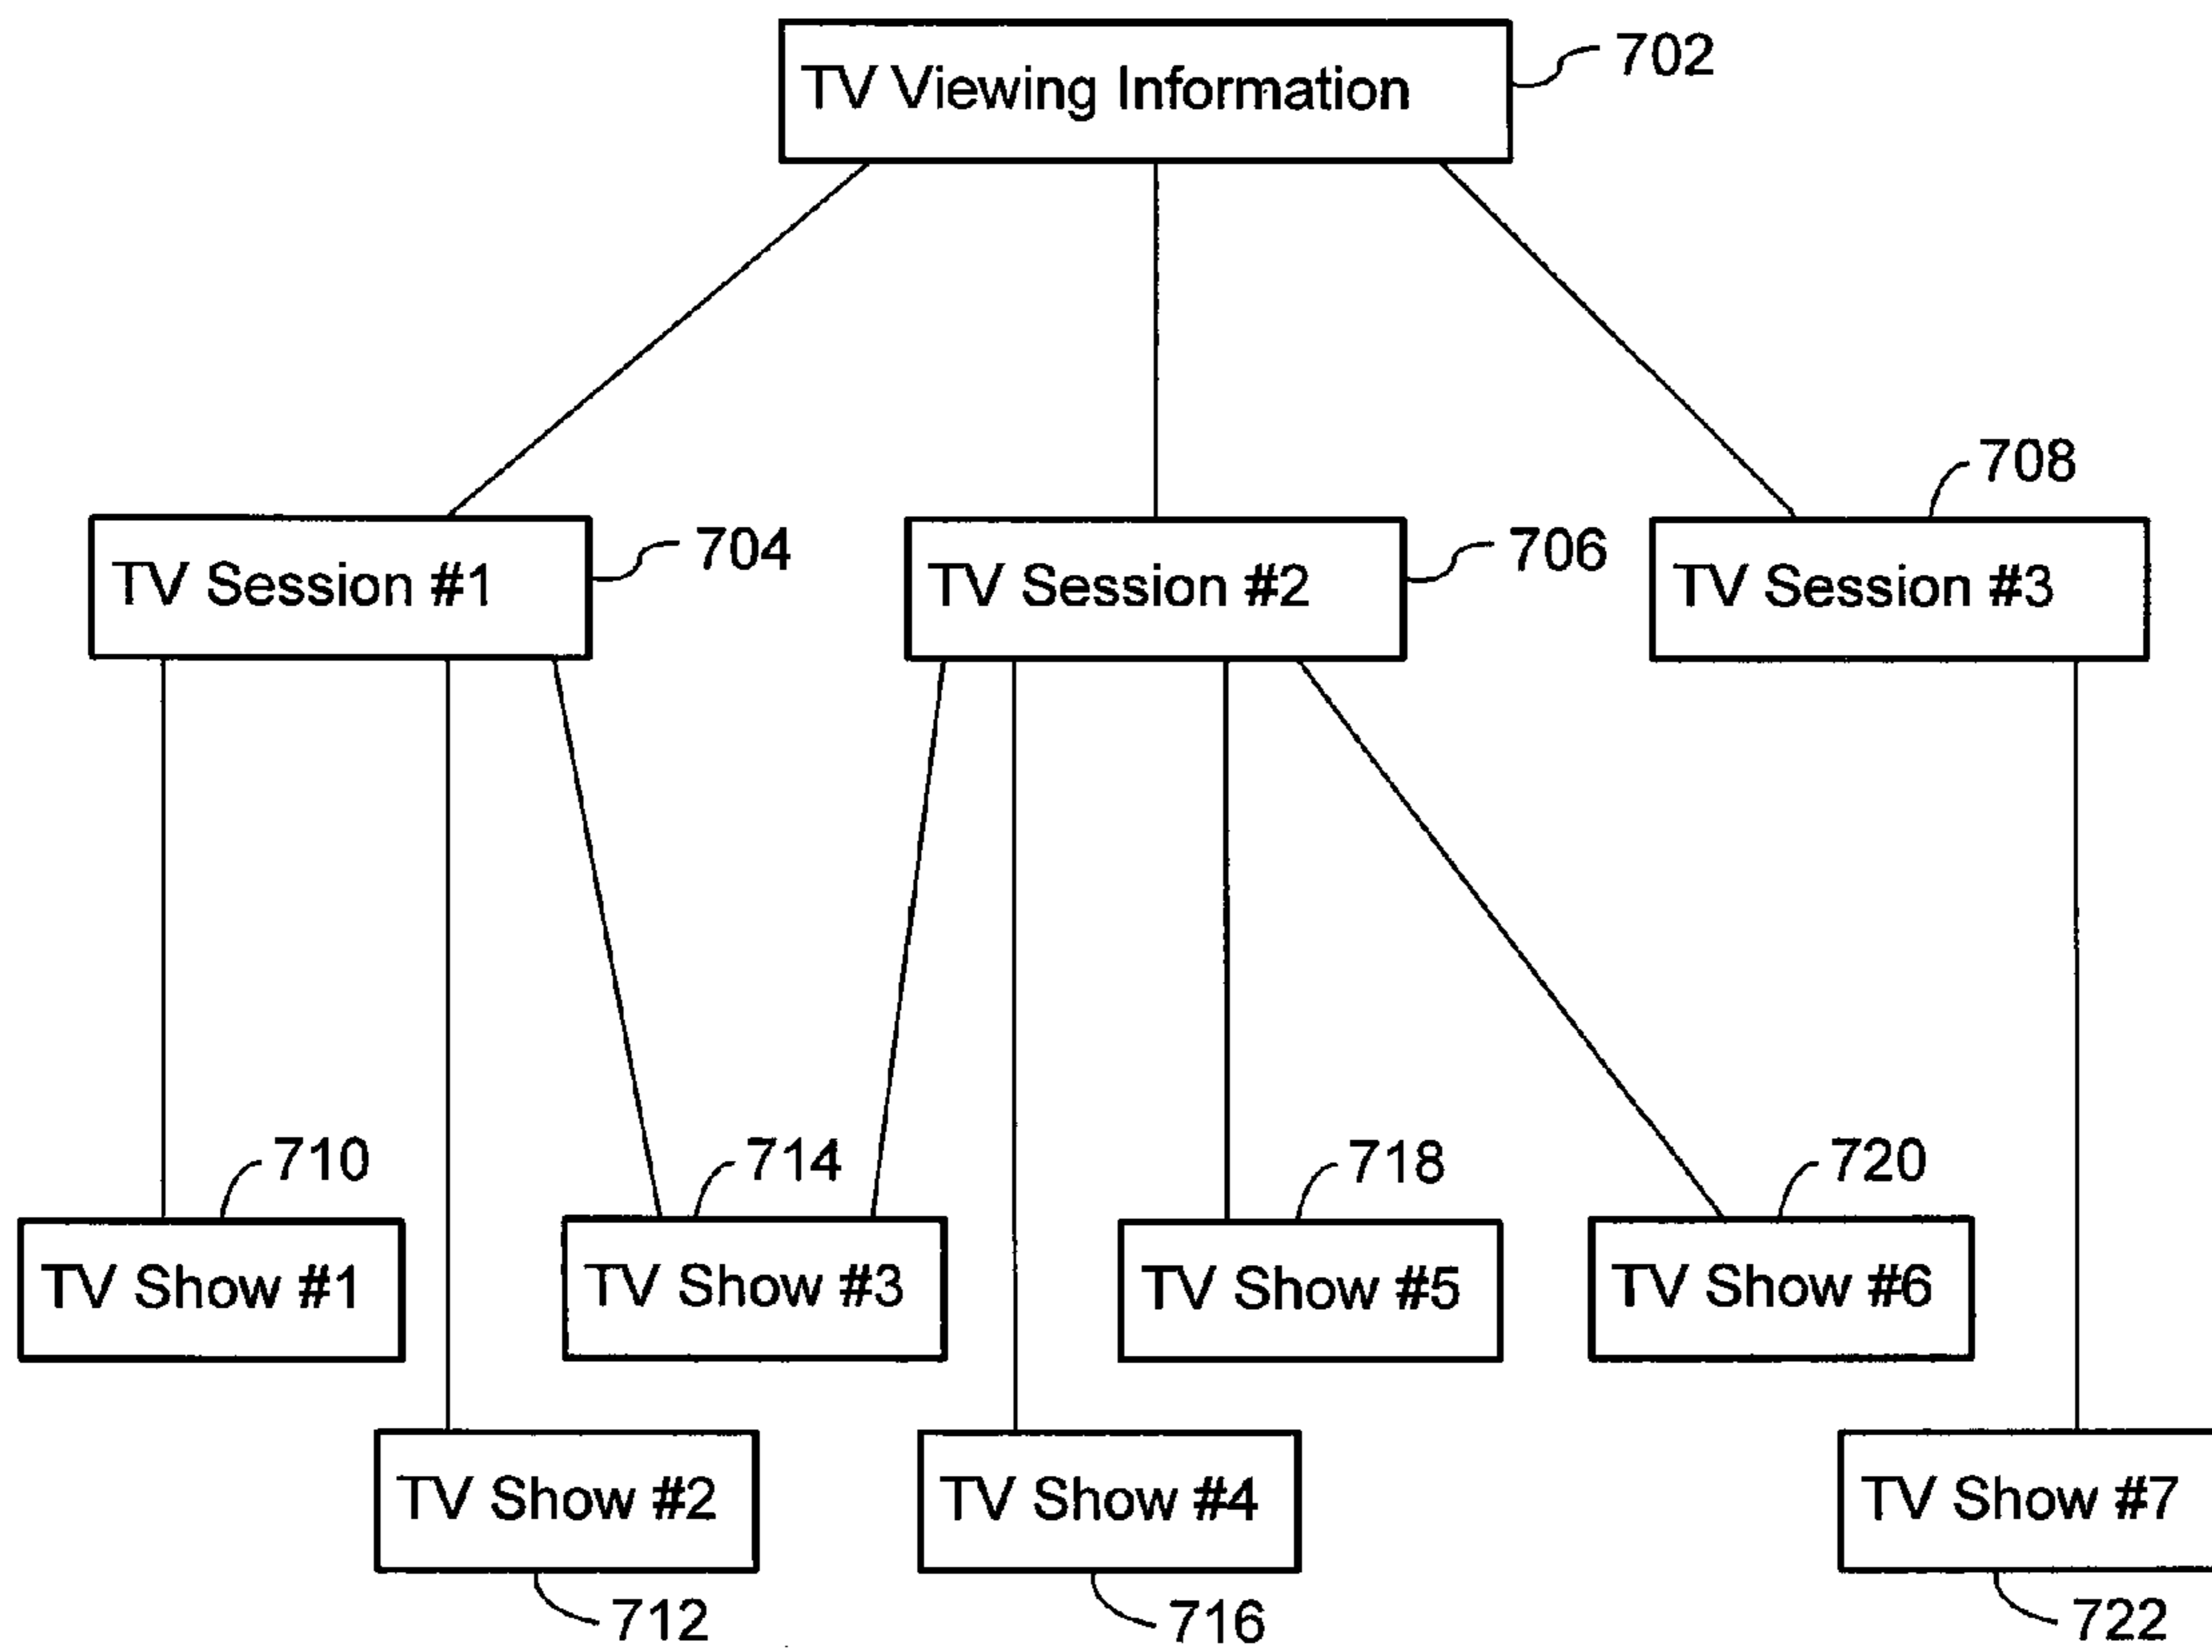 TV Viewing Information
702
708
TV Session #1
704
TV Session #2
706
TV Session #3
710
714
718
720
TV Show #1
TV Show #3
TV Show #5
TV Show #6
TV Show #2
TV Show #4
TV Show #7
712
716
722